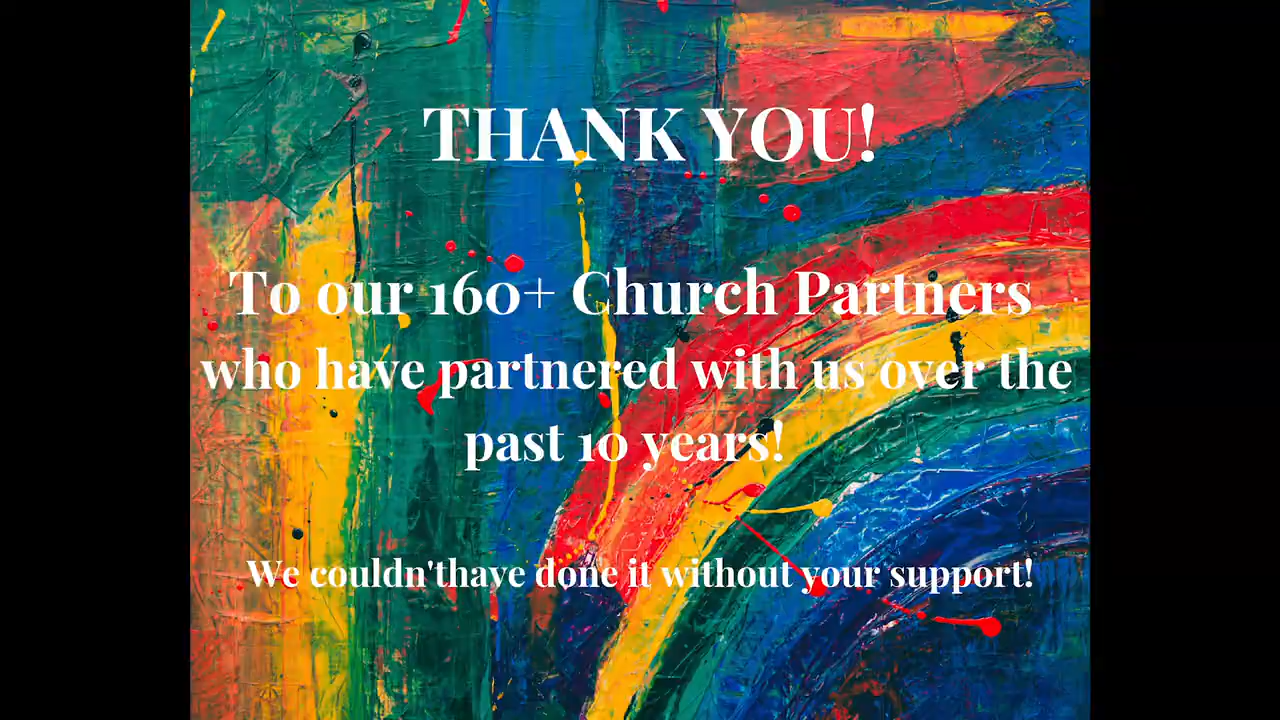 THANK YOU!
To our 160+ Church Partners
who have partnered with us over the
past 10 years!
We couldn'thave done it without your support!